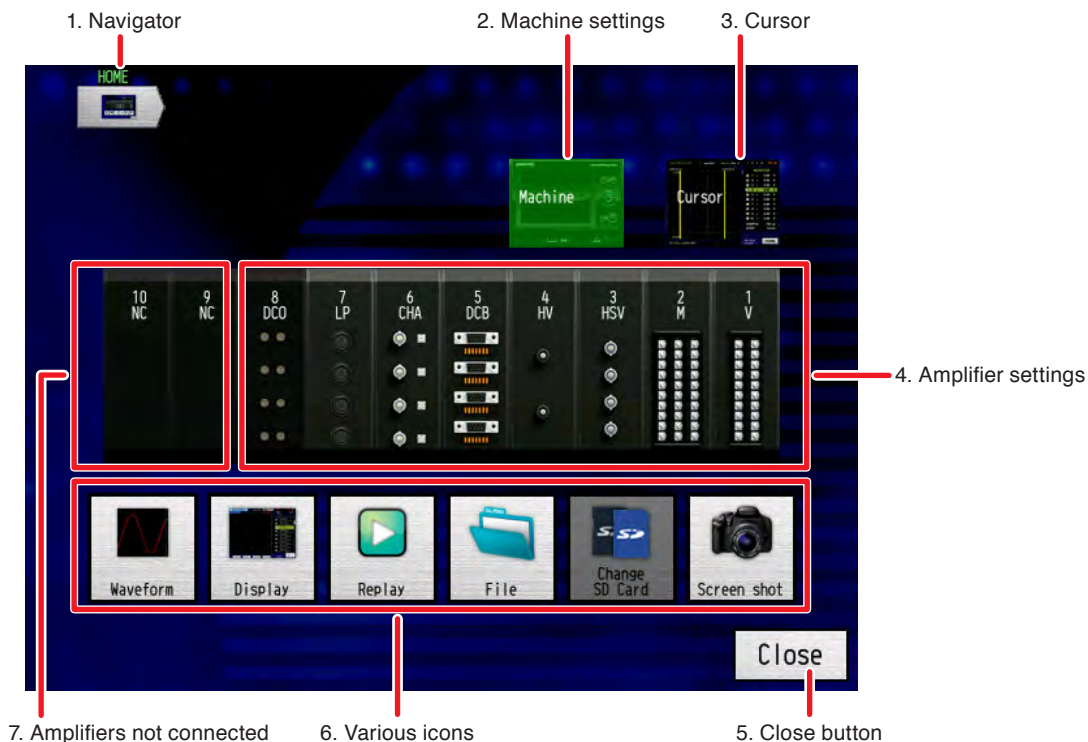 1. Navigator
2. Machine settings
3. Cursor
HOME
Machine
Cursor
10 9 8 7 6 5 4 3 2 1
NC NC DCO LP CHA DCB HV HSV M V
4. Amplifier settings
Waveform
Display
Replay
File
Change
SD Card
Screen shot
Close
7. Amplifiers not connected
6. Various icons
5. Close button